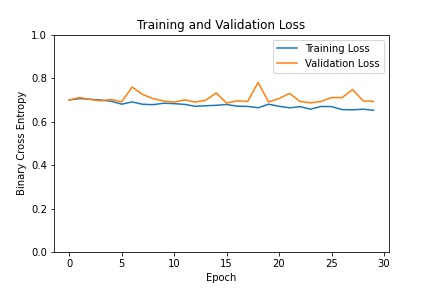 Training and Validation Loss
Training Loss
Validation Loss
1.0
0.8
0.6
0.4
0.2
0.0
Binary Cross Entropy
0 5 10 15 20 25 30
Epoch